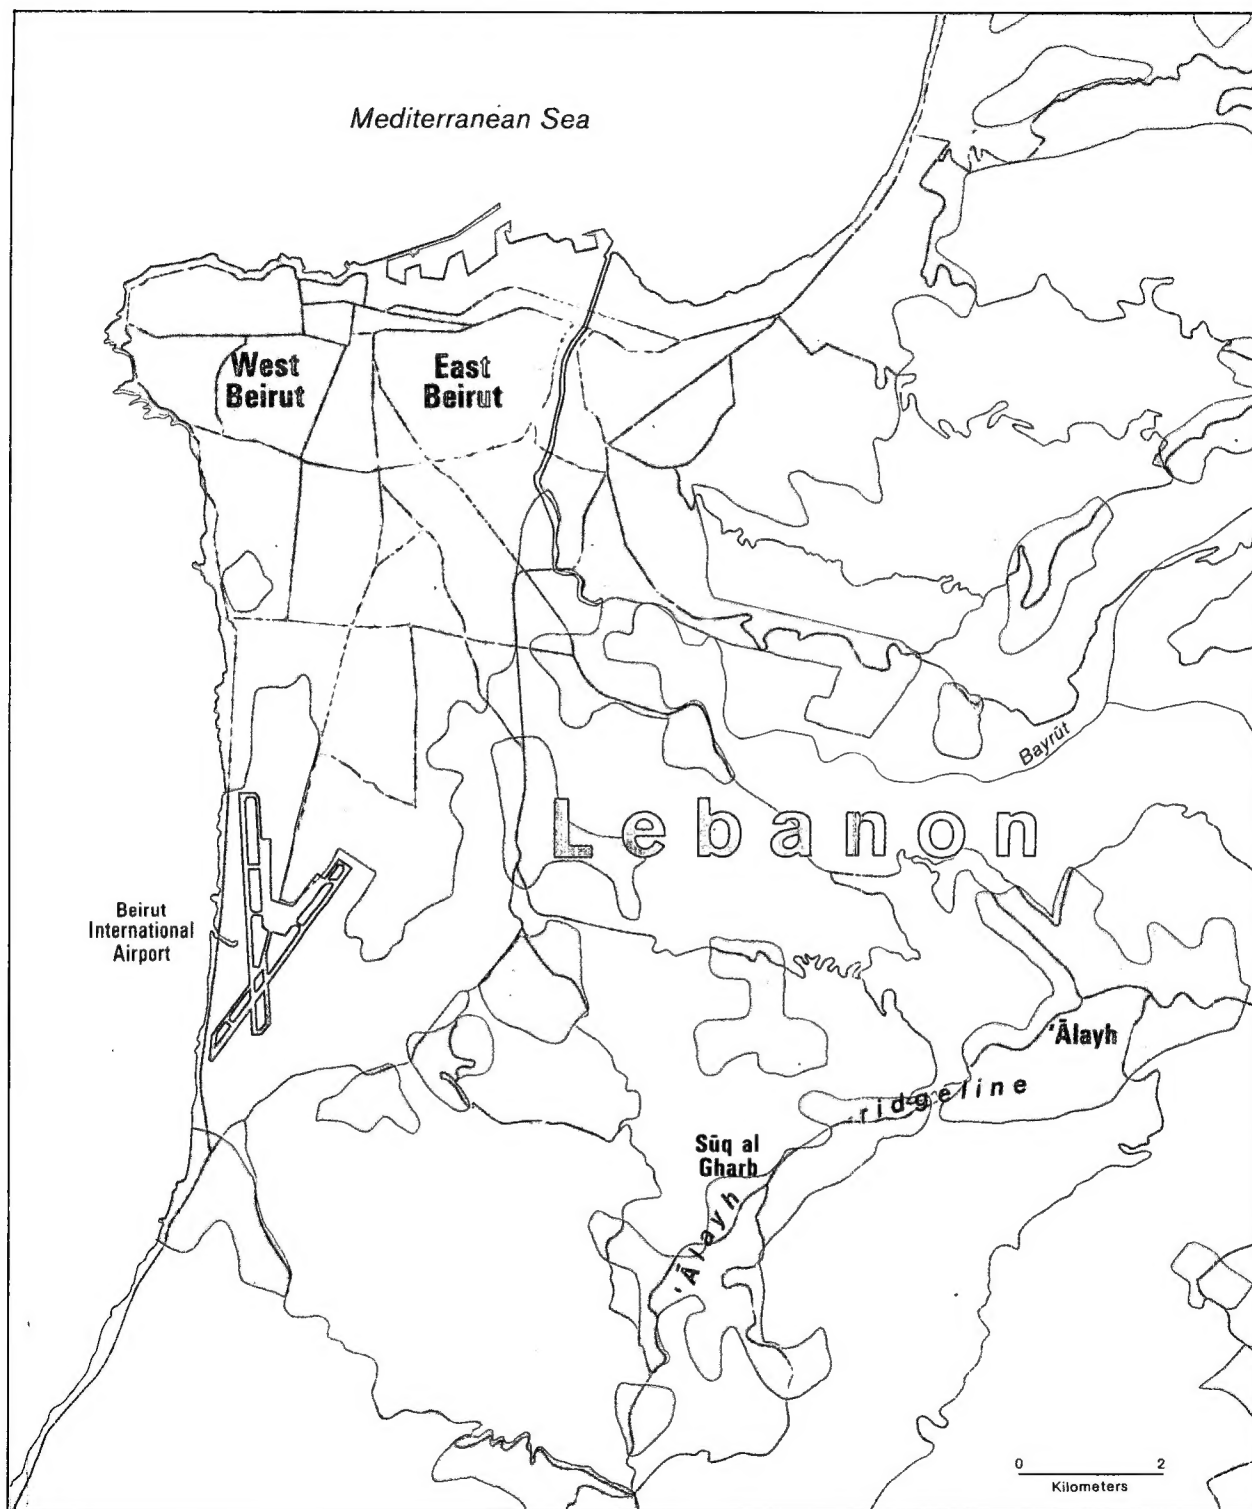 Mediterranean Sea
West
Beirut
East
Beirut
Bayrūt
Lebanon
Beirut
International
Airport
'Ālayh
'Ālayh ridgeline
Sūq al
Gharb
0 2
Kilometers